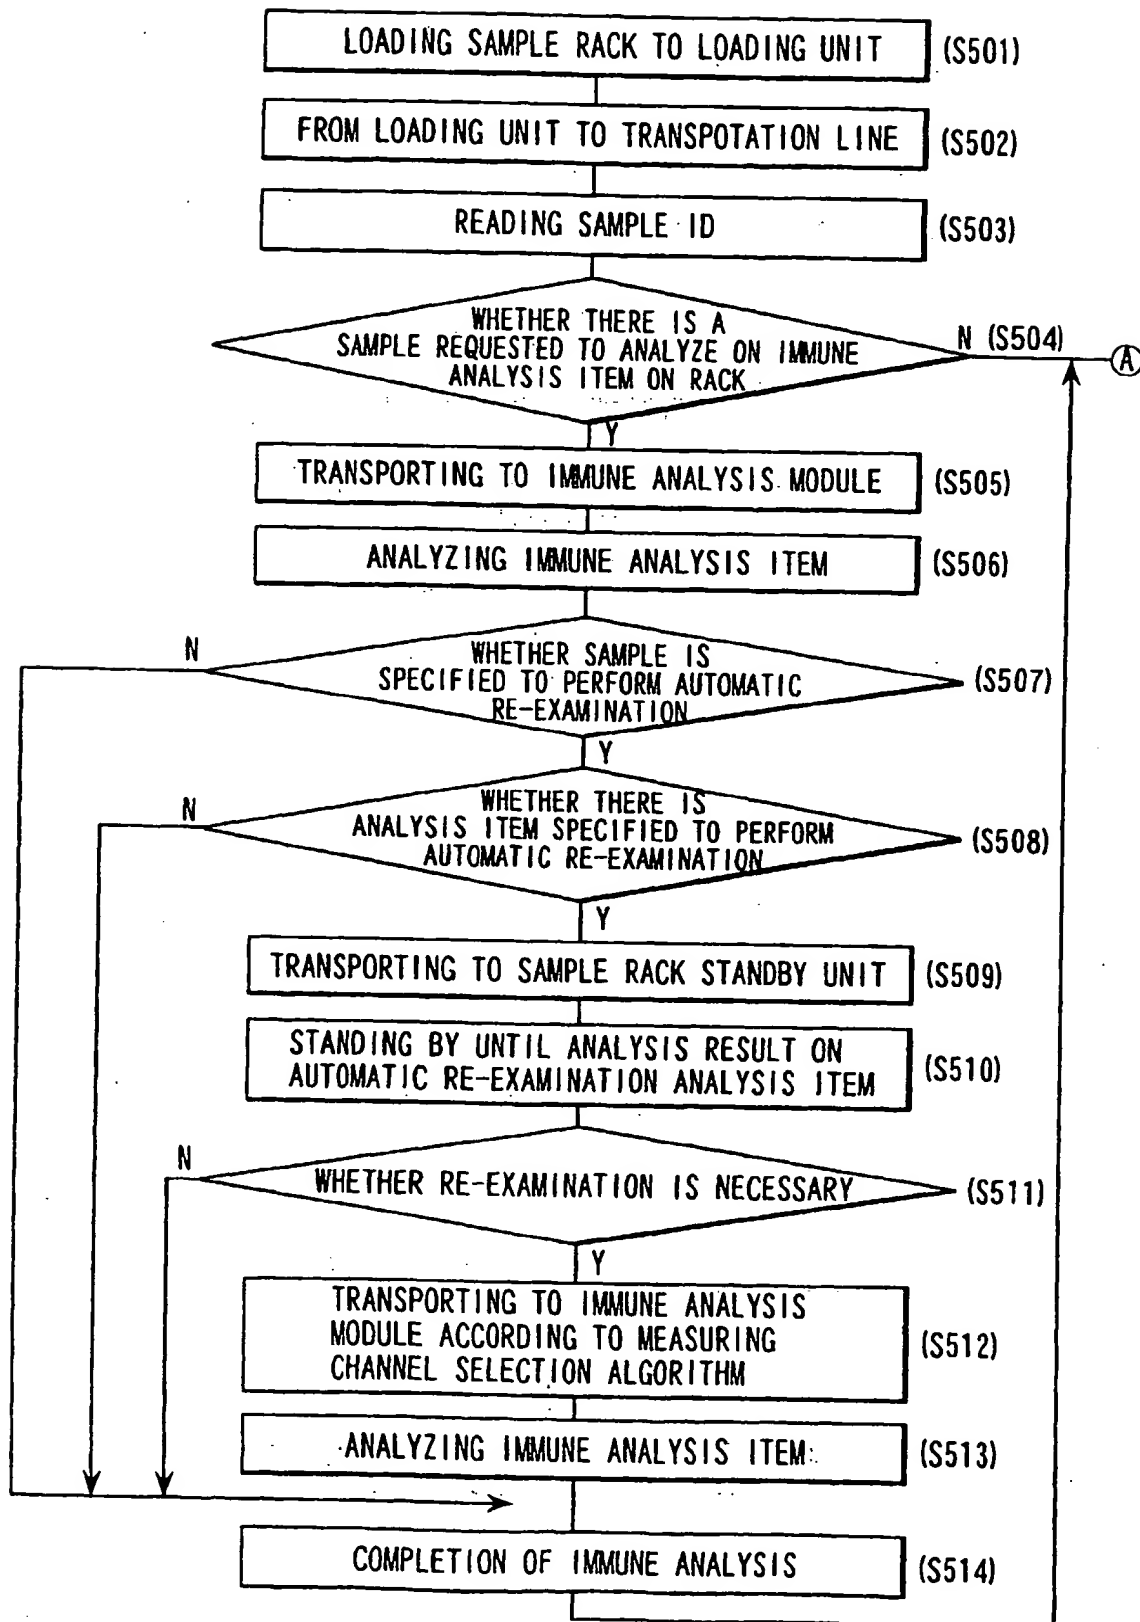 LOADING SAMPLE RACK TO LOADING UNIT (S501)
FROM LOADING UNIT TO TRANSPOTATION LINE (S502)
READING SAMPLE ID (S503)
WHETHER THERE IS A
SAMPLE REQUESTED TO ANALYZE ON IMMUNE
ANALYSIS ITEM ON RACK
N (S504)
A
Y
TRANSPORTING TO IMMUNE ANALYSIS MODULE (S505)
ANALYZING IMMUNE ANALYSIS ITEM (S506)
N
WHETHER SAMPLE IS
SPECIFIED TO PERFORM AUTOMATIC
RE-EXAMINATION
(S507)
Y
N
WHETHER THERE IS
ANALYSIS ITEM SPECIFIED TO PERFORM
AUTOMATIC RE-EXAMINATION
(S508)
Y
TRANSPORTING TO SAMPLE RACK STANDBY UNIT (S509)
STANDING BY UNTIL ANALYSIS RESULT ON
AUTOMATIC RE-EXAMINATION ANALYSIS ITEM
(S510)
N
WHETHER RE-EXAMINATION IS NECESSARY (S511)
Y
TRANSPORTING TO IMMUNE ANALYSIS
MODULE ACCORDING TO MEASURING
CHANNEL SELECTION ALGORITHM
(S512)
ANALYZING IMMUNE ANALYSIS ITEM (S513)
COMPLETION OF IMMUNE ANALYSIS (S514)